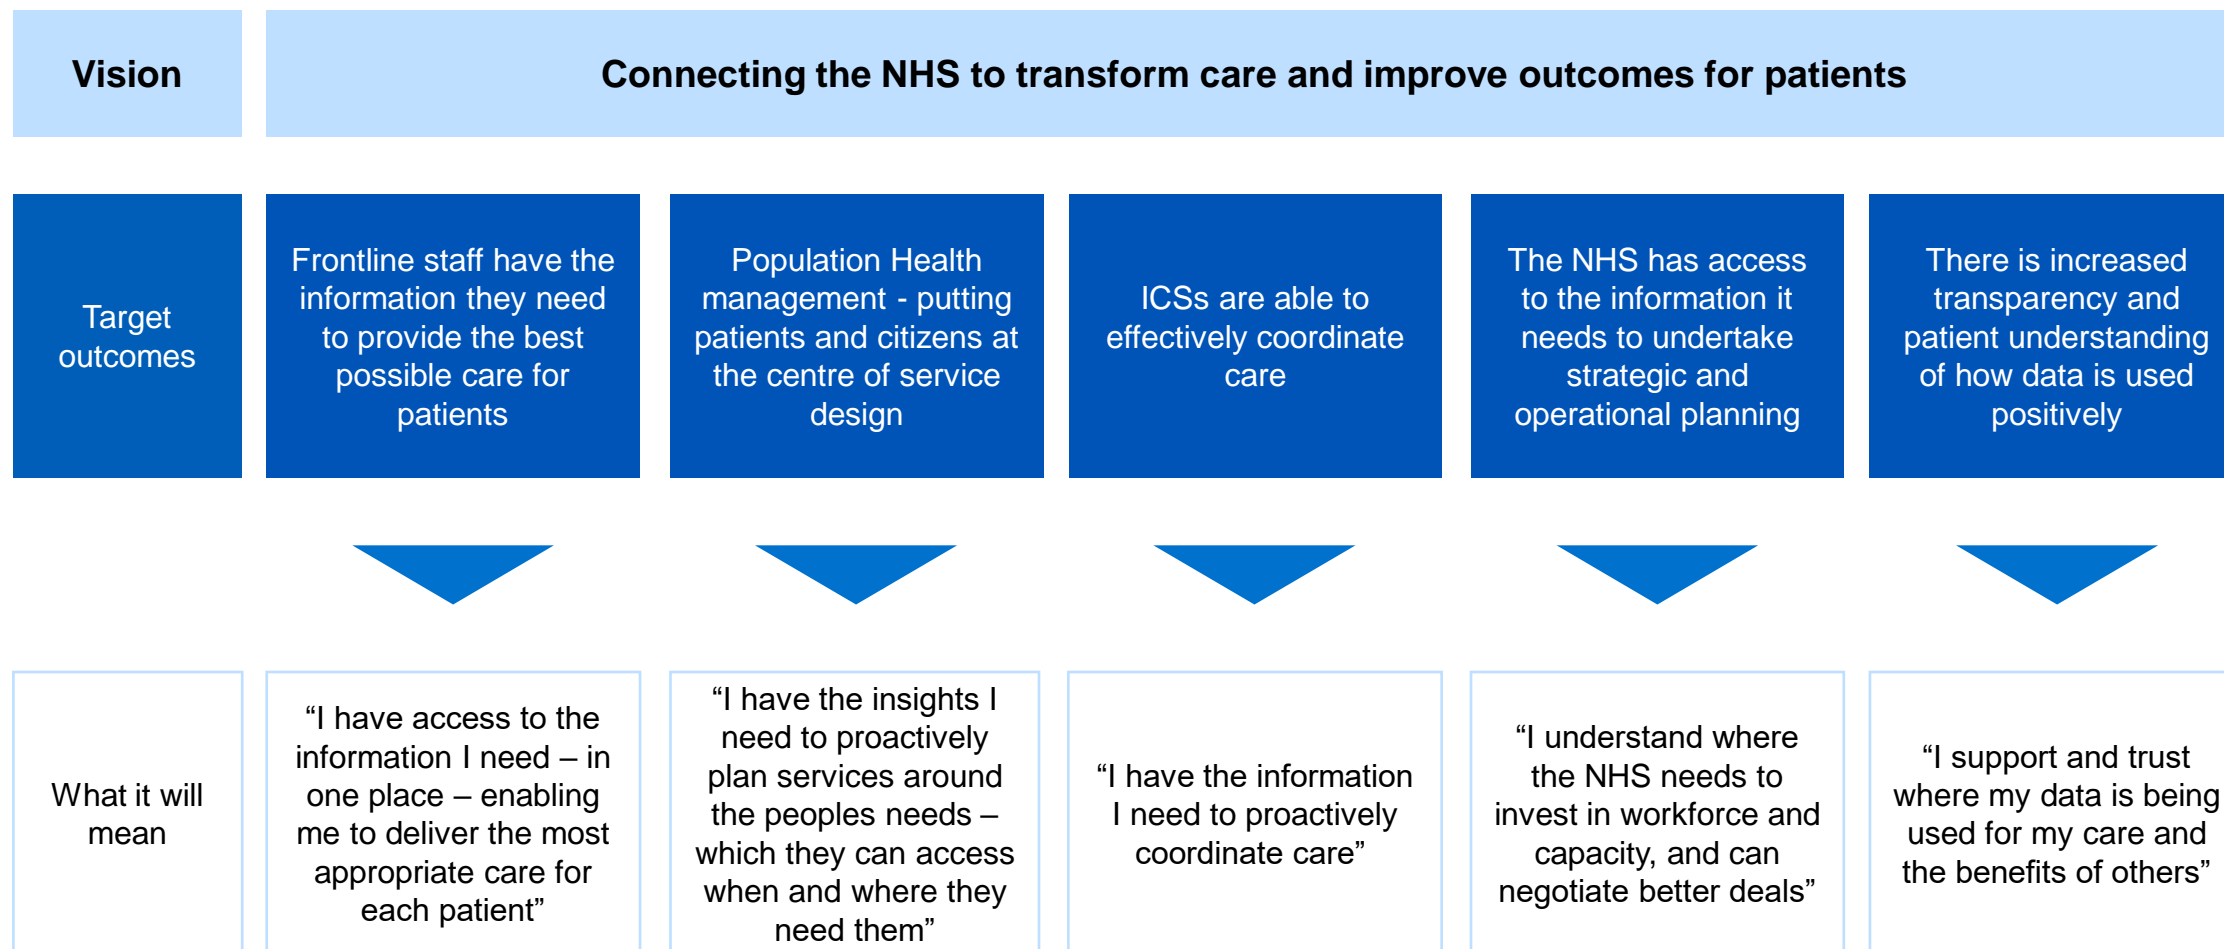 Vision
Connecting the NHS to transform care and improve outcomes for patients
Target
outcomes
Frontline staff have the
information they need
to provide the best
possible care for
patients
Population Health
management - putting
patients and citizens at
the centre of service
design
ICSs are able to
effectively coordinate
care
The NHS has access
to the information it
needs to undertake
strategic and
operational planning
There is increased
transparency and
patient understanding
of how data is used
positively
What it will
mean
“I have access to the
information I need – in
one place – enabling
me to deliver the most
appropriate care for
each patient”
“I have the insights I
need to proactively
plan services around
the peoples needs –
which they can access
when and where they
need them”
“I have the information
I need to proactively
coordinate care”
“I understand where
the NHS needs to
invest in workforce and
capacity, and can
negotiate better deals”
“I support and trust
where my data is being
used for my care and
the benefits of others”